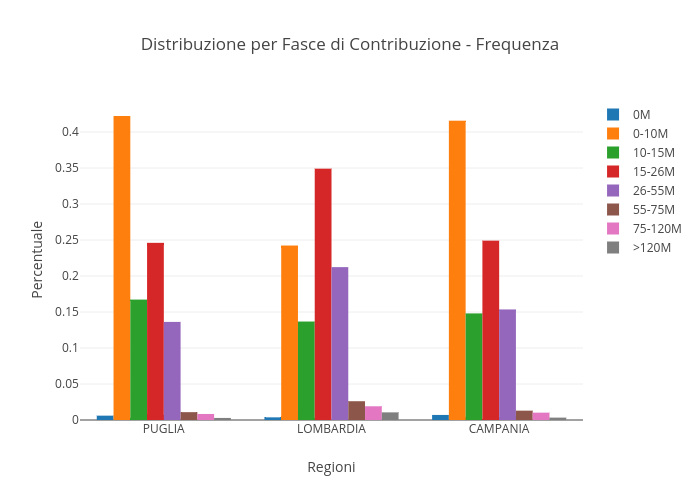 Distribuzione per Fasce di Contribuzione - Frequenza
0M
0-10M
10-15M
15-26M
26-55M
55-75M
75-120M
>120M
Percentuale
0.4
0.35
0.3
0.25
0.2
0.15
0.1
0.05
0
PUGLIA LOMBARDIA CAMPANIA
Regioni